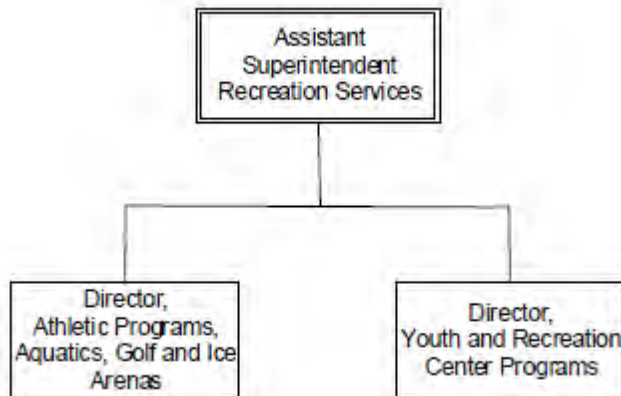 Assistant
Superintendent
Recreation Services
Director,
Athletic Programs,
Aquatics, Golf and Ice
Arenas
Director,
Youth and Recreation
Center Programs